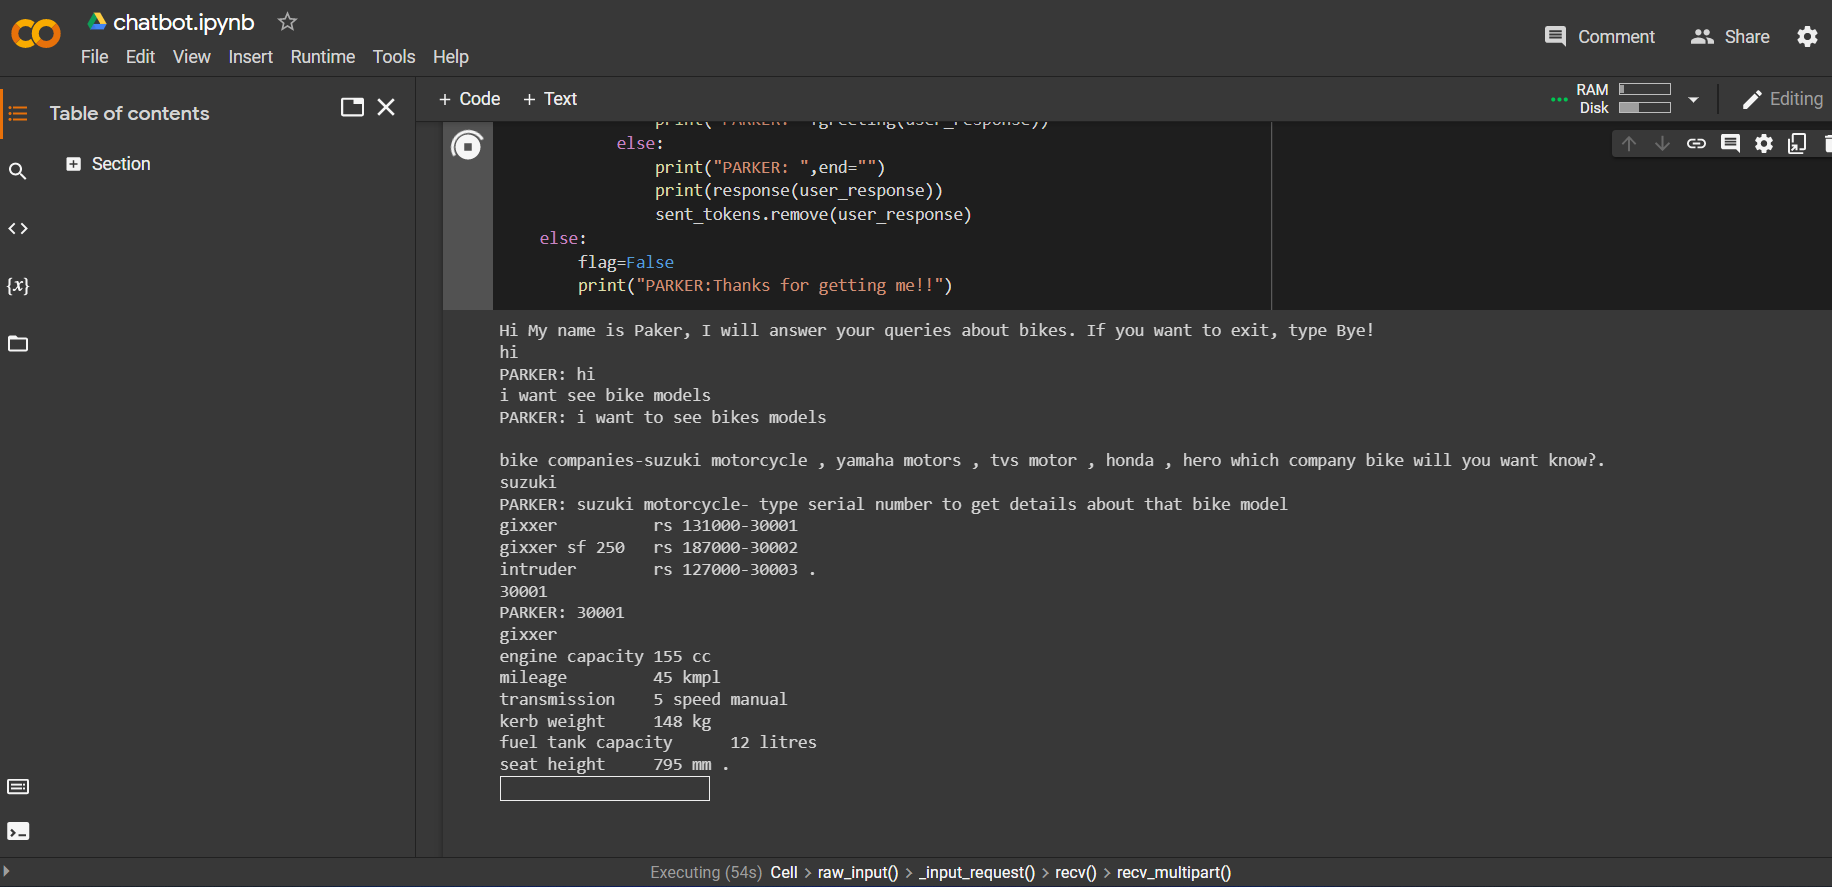 chatbot.ipynb
File Edit View Insert Runtime Tools Help
Comment Share
Table of contents
+ Code + Text
RAM
Disk
Editing
Section
{x}
print("PARKER: "+greeting(user_response))
else:
print("PARKER: ",end="")
print(response(user_response))
sent_tokens.remove(user_response)
else:
flag=False
print("PARKER:Thanks for getting me!!")
Hi My name is Paker, I will answer your queries about bikes. If you want to exit, type Bye!
hi
PARKER: hi
i want see bike models
PARKER: i want to see bikes models
bike companies-suzuki motorcycle , yamaha motors , tvs motor , honda , hero which company bike will you want know?.
suzuki
PARKER: suzuki motorcycle- type serial number to get details about that bike model
gixxer rs 131000-30001
gixxer sf 250 rs 187000-30002
intruder rs 127000-30003 .
30001
PARKER: 30001
gixxer
engine capacity 155 cc
mileage 45 kmpl
transmission 5 speed manual
kerb weight 148 kg
fuel tank capacity 12 litres
seat height 795 mm .
Executing (54s) Cell > raw_input() > _input_request() > recv() > recv_multipart()